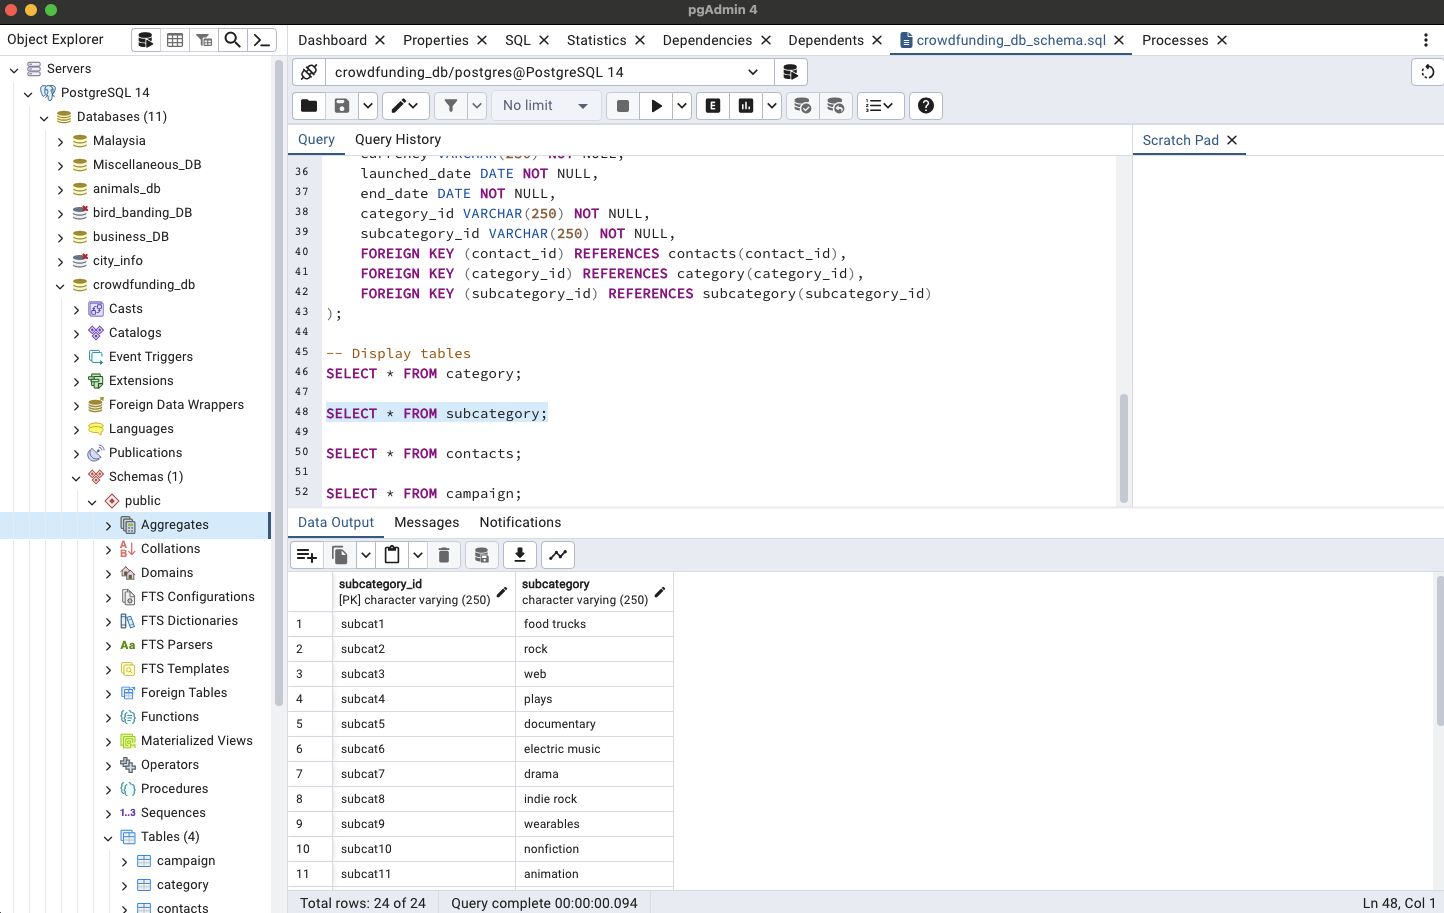 pgAdmin 4
Object Explorer
Dashboard
Properties
SQL
Statistics
Dependencies
Dependents
crowdfunding_db_schema.sql
Processes
Servers
PostgreSQL 14
Databases (11)
Malaysia
Miscellaneous_DB
animals_db
bird_banding_DB
business_DB
city_info
crowdfunding_db
Casts
Catalogs
Event Triggers
Extensions
Foreign Data Wrappers
Languages
Publications
Schemas (1)
public
Aggregates
Collations
Domains
FTS Configurations
FTS Dictionaries
Aa FTS Parsers
FTS Templates
Foreign Tables
Functions
Materialized Views
Operators
Procedures
1..3 Sequences
Tables (4)
campaign
category
contacts
crowdfunding_db/postgres@PostgreSQL 14
No limit
E
Query
Query History
Scratch Pad
currency VARCHAR(250) NOT NULL,
36 launched_date DATE NOT NULL,
37 end_date DATE NOT NULL,
38 category_id VARCHAR(250) NOT NULL,
39 subcategory_id VARCHAR(250) NOT NULL,
40 FOREIGN KEY (contact_id) REFERENCES contacts(contact_id),
41 FOREIGN KEY (category_id) REFERENCES category(category_id),
42 FOREIGN KEY (subcategory_id) REFERENCES subcategory(subcategory_id)
43 );
44
45 -- Display tables
46 SELECT * FROM category;
47
48 SELECT * FROM subcategory;
49
50 SELECT * FROM contacts;
51
52 SELECT * FROM campaign;
Data Output
Messages
Notifications
subcategory_id
[PK] character varying (250)
subcategory
character varying (250)
1 subcat1 food trucks
2 subcat2 rock
3 subcat3 web
4 subcat4 plays
5 subcat5 documentary
6 subcat6 electric music
7 subcat7 drama
8 subcat8 indie rock
9 subcat9 wearables
10 subcat10 nonfiction
11 subcat11 animation
Total rows: 24 of 24
Query complete 00:00:00.094
Ln 48, Col 1